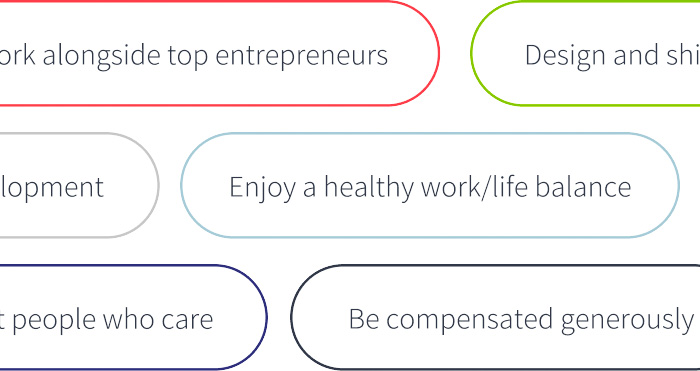 ork alongside top entrepreneurs
Design and shi
lopment
Enjoy a healthy work/life balance
t people who care
Be compensated generously